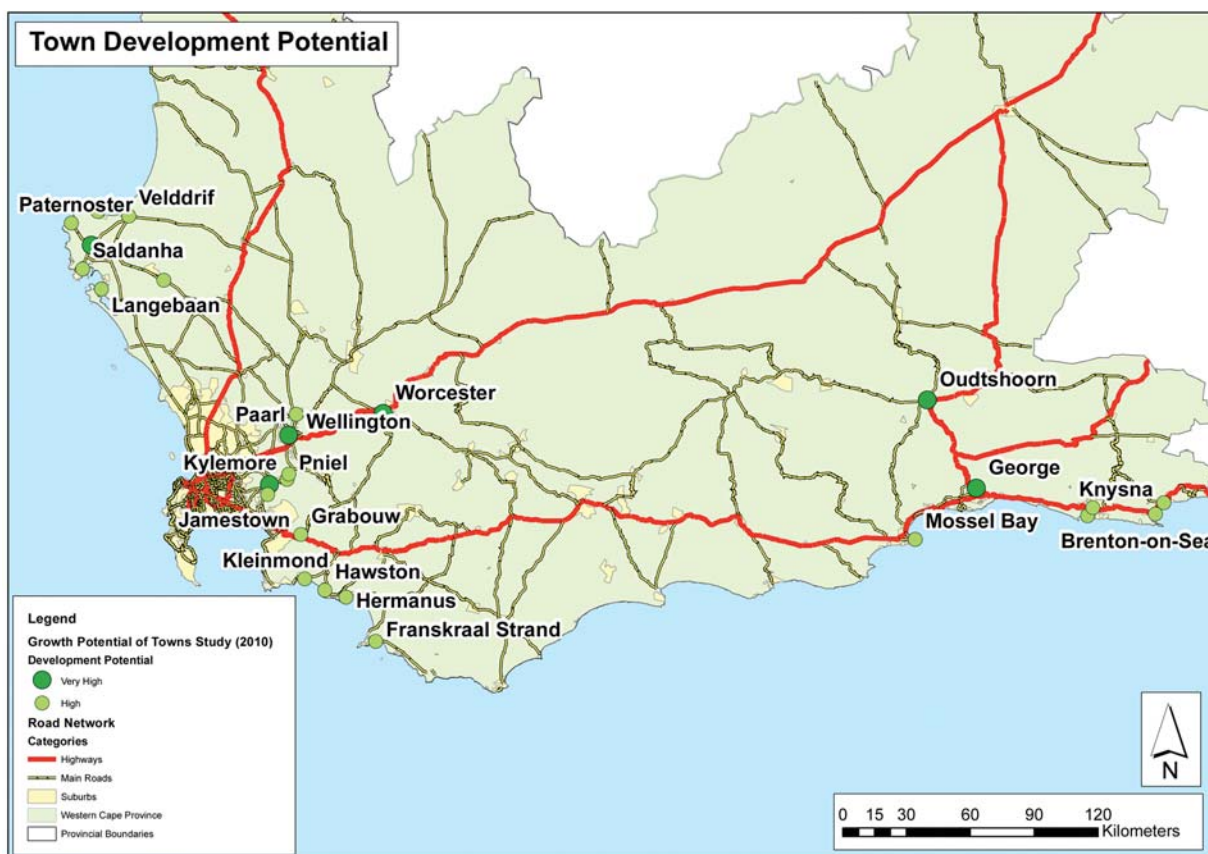 Town Development Potential
Paternoster
Velddrif
Saldanha
Langebaan
Worcester
Oudtshoorn
Paarl
Wellington
Kylemore
Pniel
George
Knysna
Jamestown
Grabouw
Mossel Bay
Brenton-on-Sea
Kleinmond
Hawston
Hermanus
Franskraal Strand
Legend
Growth Potential of Towns Study (2010)
Development Potential
Very High
High
Road Network
Categories
Highways
Main Roads
Suburbs
Western Cape Province
Provincial Boundaries
N
0 15 30 60 90 120
Kilometers